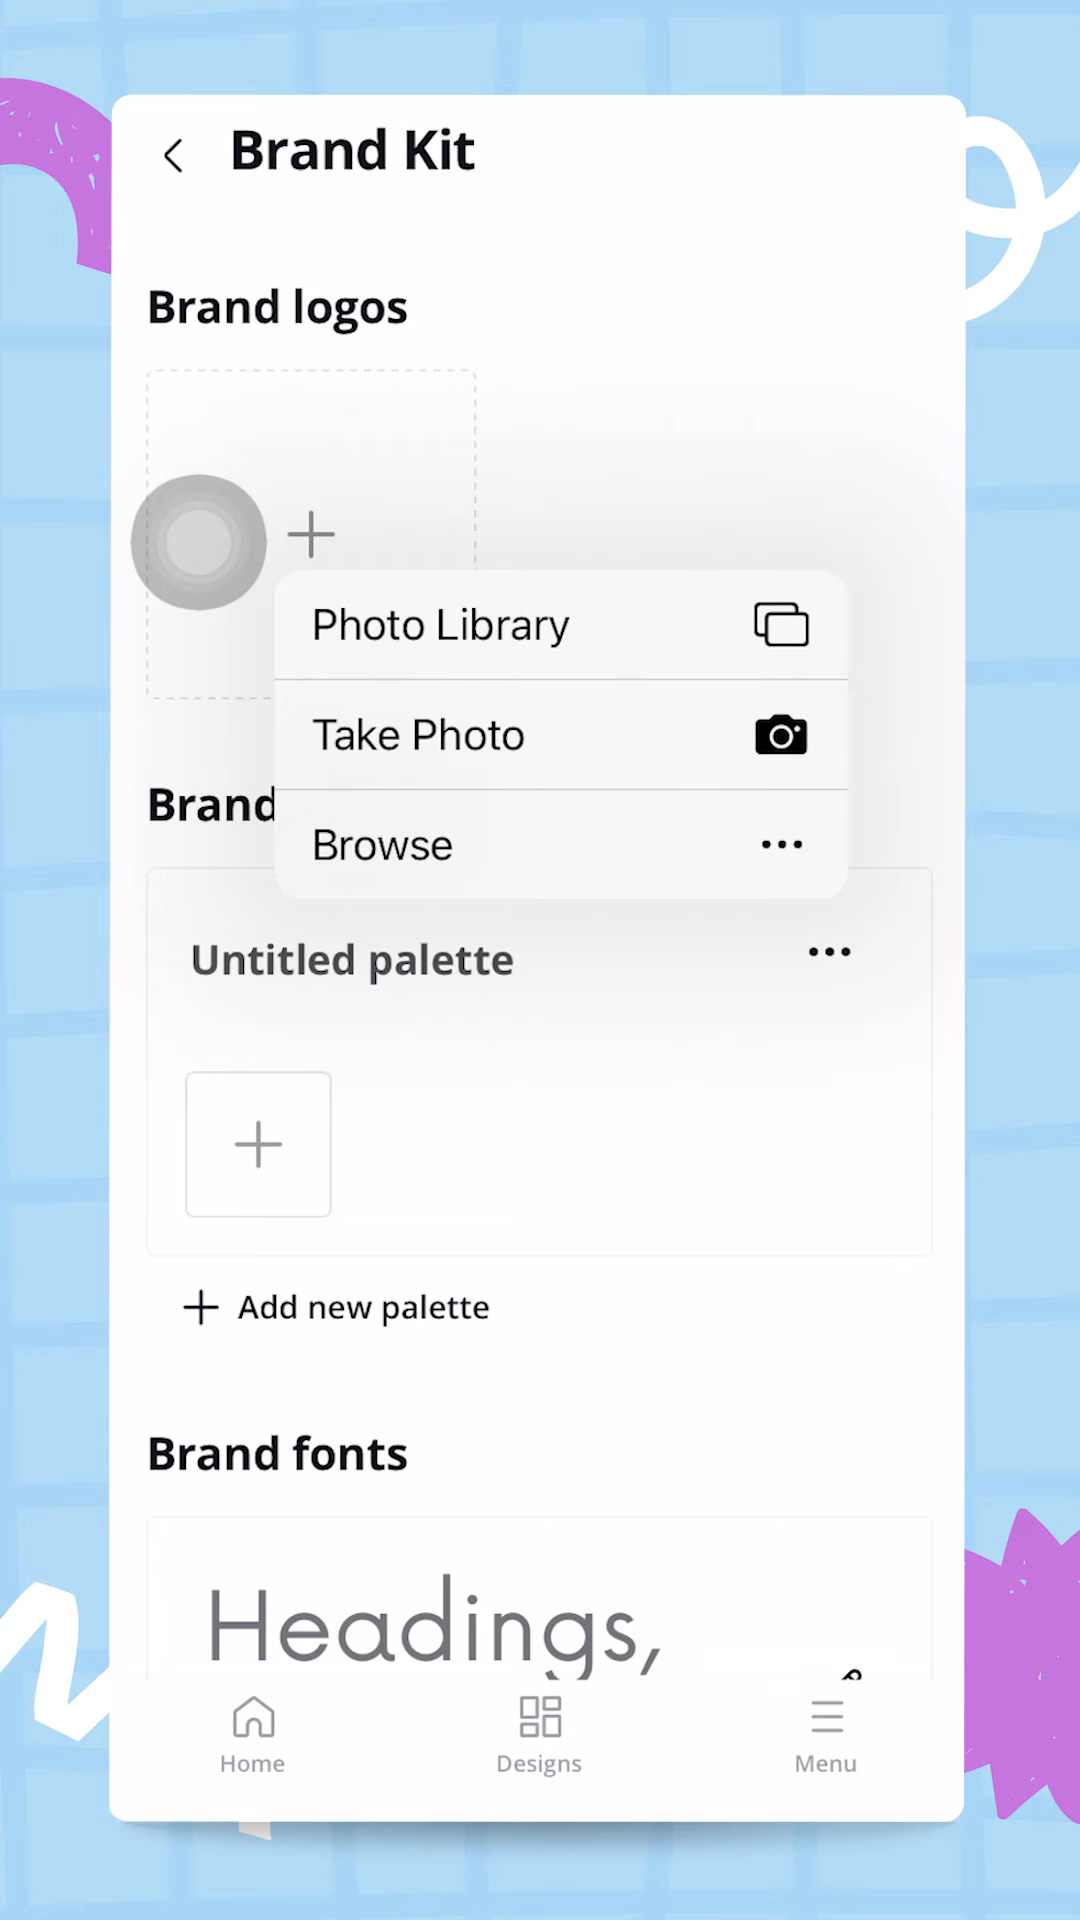 Brand Kit
Brand logos
Photo Library
Take Photo
Brand
Browse
Untitled palette
Add new palette
Brand fonts
Headings,
Home
Designs
Menu